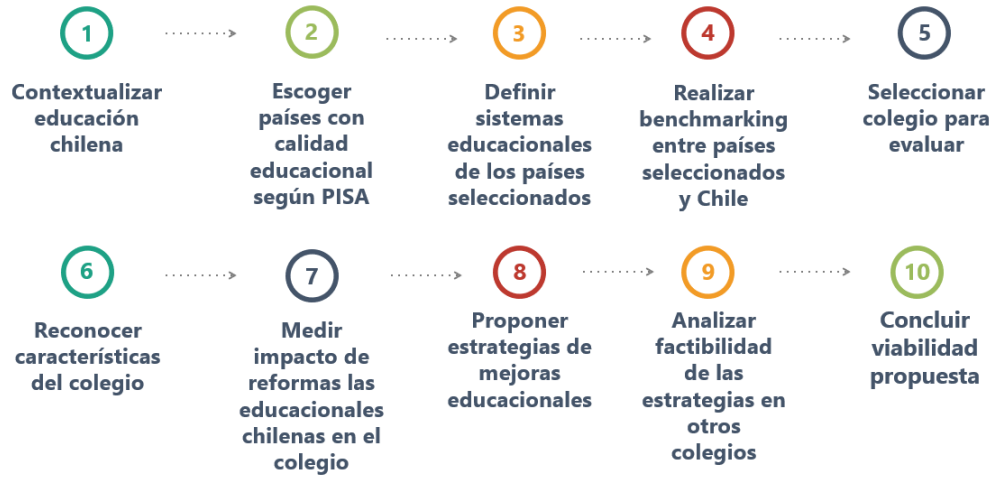 1
Contextualizar
educación
chilena
2
Escoger
países con
calidad
educacional
según PISA
3
Definir
sistemas
educacionales
de los países
seleccionados
4
Realizar
benchmarking
entre países
seleccionados
y Chile
5
Seleccionar
colegio para
evaluar
6
Reconocer
características
del colegio
7
Medir
impacto de
reformas las
educacionales
chilenas en el
colegio
8
Proponer
estrategias de
mejoras
educacionales
9
Analizar
factibilidad
de las
estrategias en
otros
colegios
10
Concluir
viabilidad
propuesta